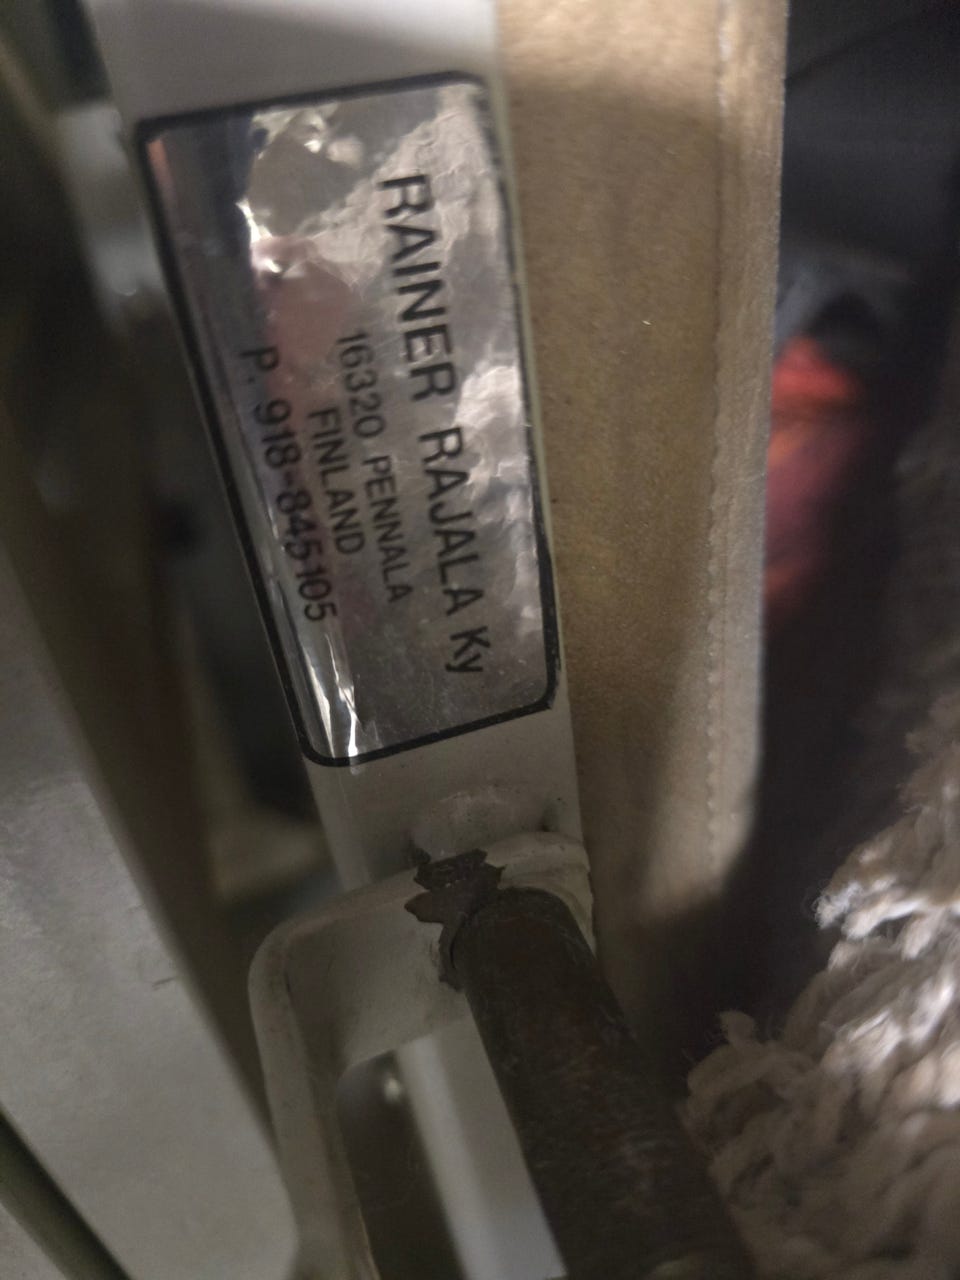 RAINER RAJALA Ky
16320 PENNALA
FINLAND
P. 918-845105